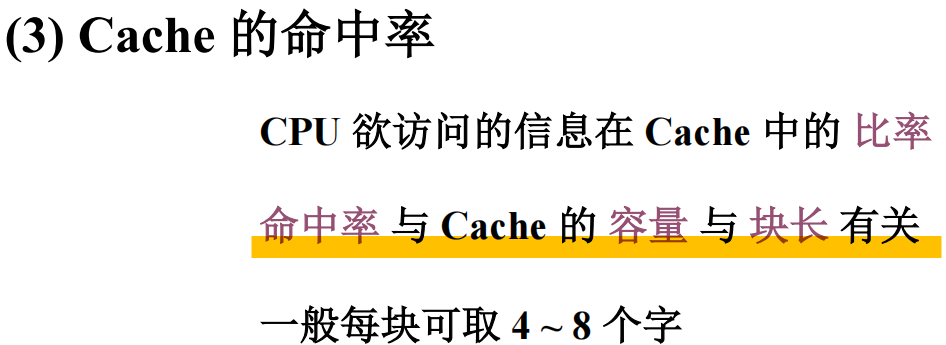 (3) Cache 的命中率
CPU 欲访问的信息在 Cache 中的 比率
命中率 与 Cache 的 容量 与 块长 有关
一般每块可取 4 ~ 8 个字